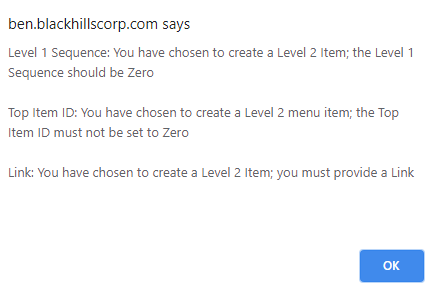 ben.blackhillscorp.com says
Level 1 Sequence: You have chosen to create a Level 2 Item; the Level 1
Sequence should be Zero
Top Item ID: You have chosen to create a Level 2 menu item; the Top
Item ID must not be set to Zero
Link: You have chosen to create a Level 2 Item; you must provide a Link
OK